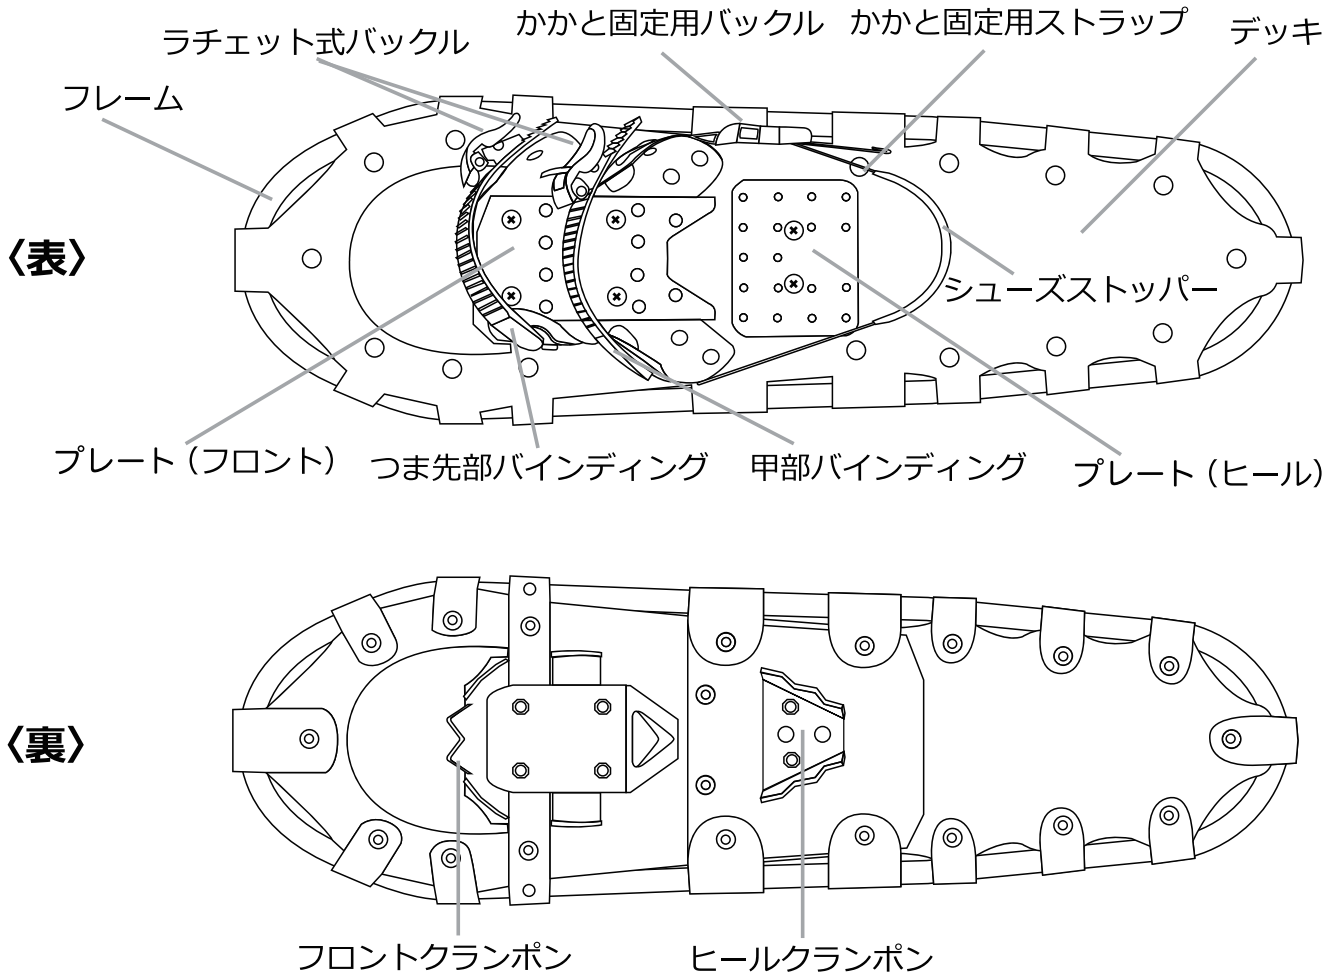 かかと固定用バックル
かかと固定用ストラップ
デッキ
ラチェット式バックル
フレーム
〈表〉
シューズストッパー
プレート（フロント）
つま先部バインディング
甲部バインディング
プレート（ヒール）
〈裏〉
フロントクランポン
ヒールクランポン